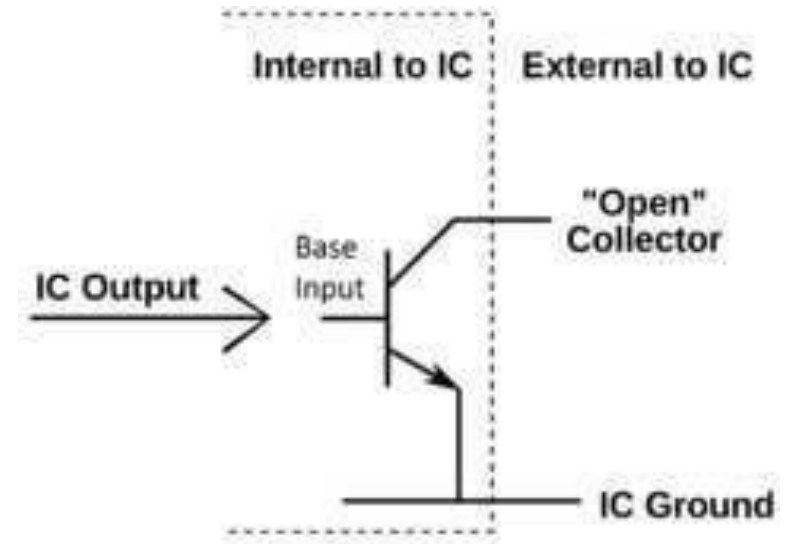 Internal to IC
External to IC
"Open"
Collector
Base
Input
IC Output
IC Ground